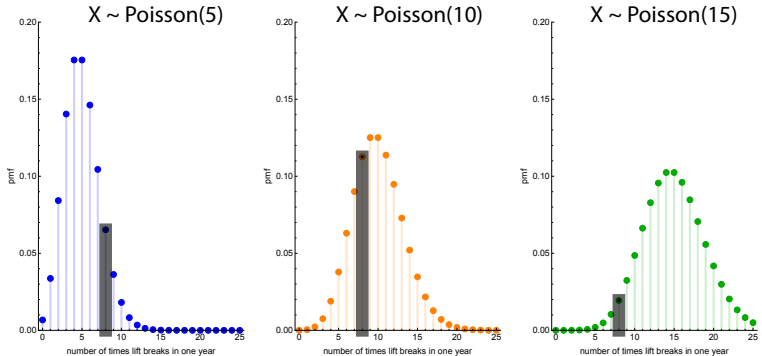 X ~ Poisson(5)
X ~ Poisson(10)
X ~ Poisson(15)
0.20
0.15
0.10
0.05
0.00
pmf
0 5 10 15 20 25
number of times lift breaks in one year
0.20
0.15
0.10
0.05
0.00
pmf
0 5 10 15 20 25
number of times lift breaks in one year
0.20
0.15
0.10
0.05
0.00
pmf
0 5 10 15 20 25
number of times lift breaks in one year